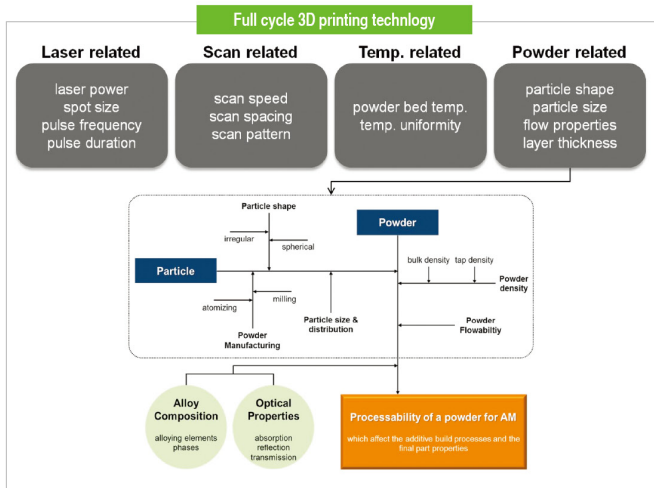 Full cycle 3D printing technology
Laser related
laser power
spot size
pulse frequency
pulse duration
Scan related
scan speed
scan spacing
scan pattern
Temp. related
powder bed temp.
temp. uniformity
Powder related
particle shape
particle size
flow properties
layer thickness
Particle shape
irregular
spherical
Powder
Particle
bulk density
tap density
Powder
density
atomizing
milling
Particle size &
distribution
Powder
Manufacturing
Powder
Flowabiltiy
Alloy
Composition
alloying elements
phases
Optical
Properties
absorption
reflection
transmission
Processability of a powder for AM
which affect the additive build processes and the
final part properties